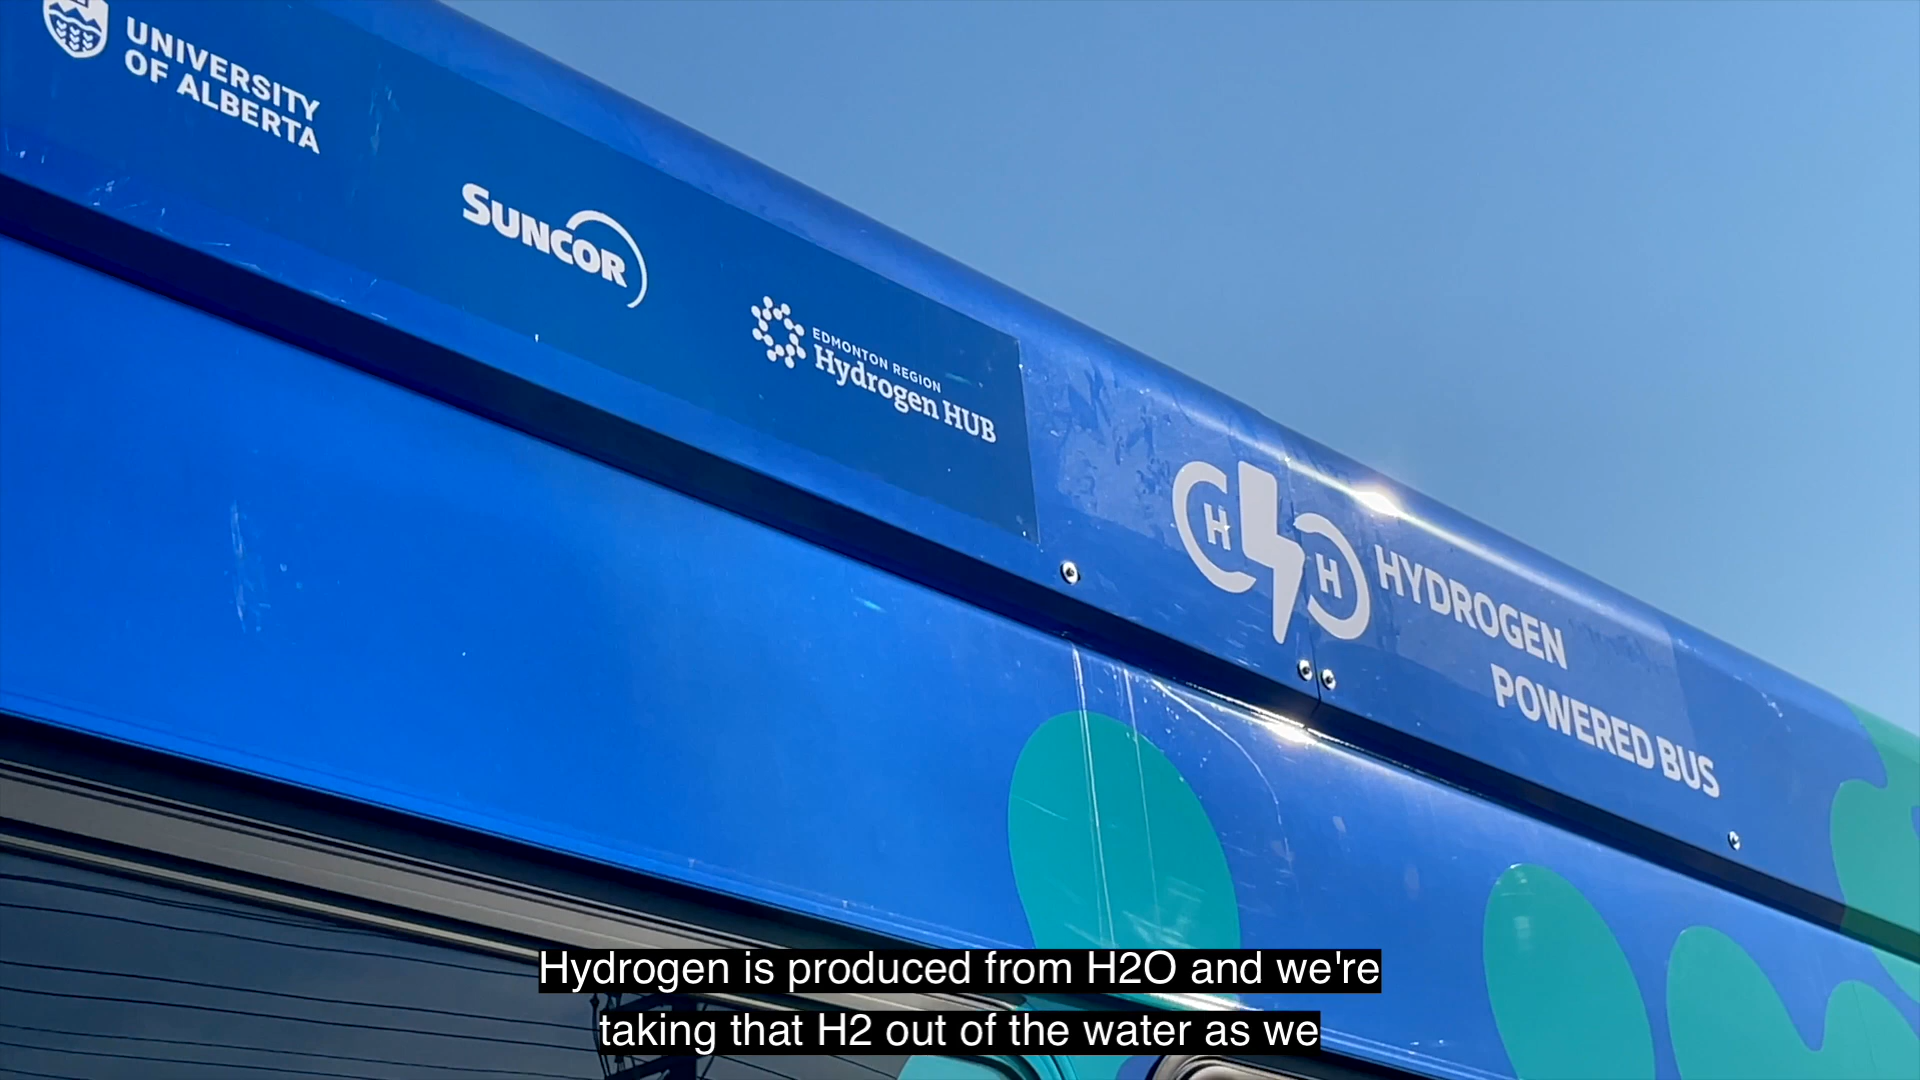 UNIVERSITY
OF ALBERTA
SUNCOR
EDMONTON REGION
Hydrogen HUB
H H
HYDROGEN
POWERED BUS
Hydrogen is produced from H2O and we're
taking that H2 out of the water as we